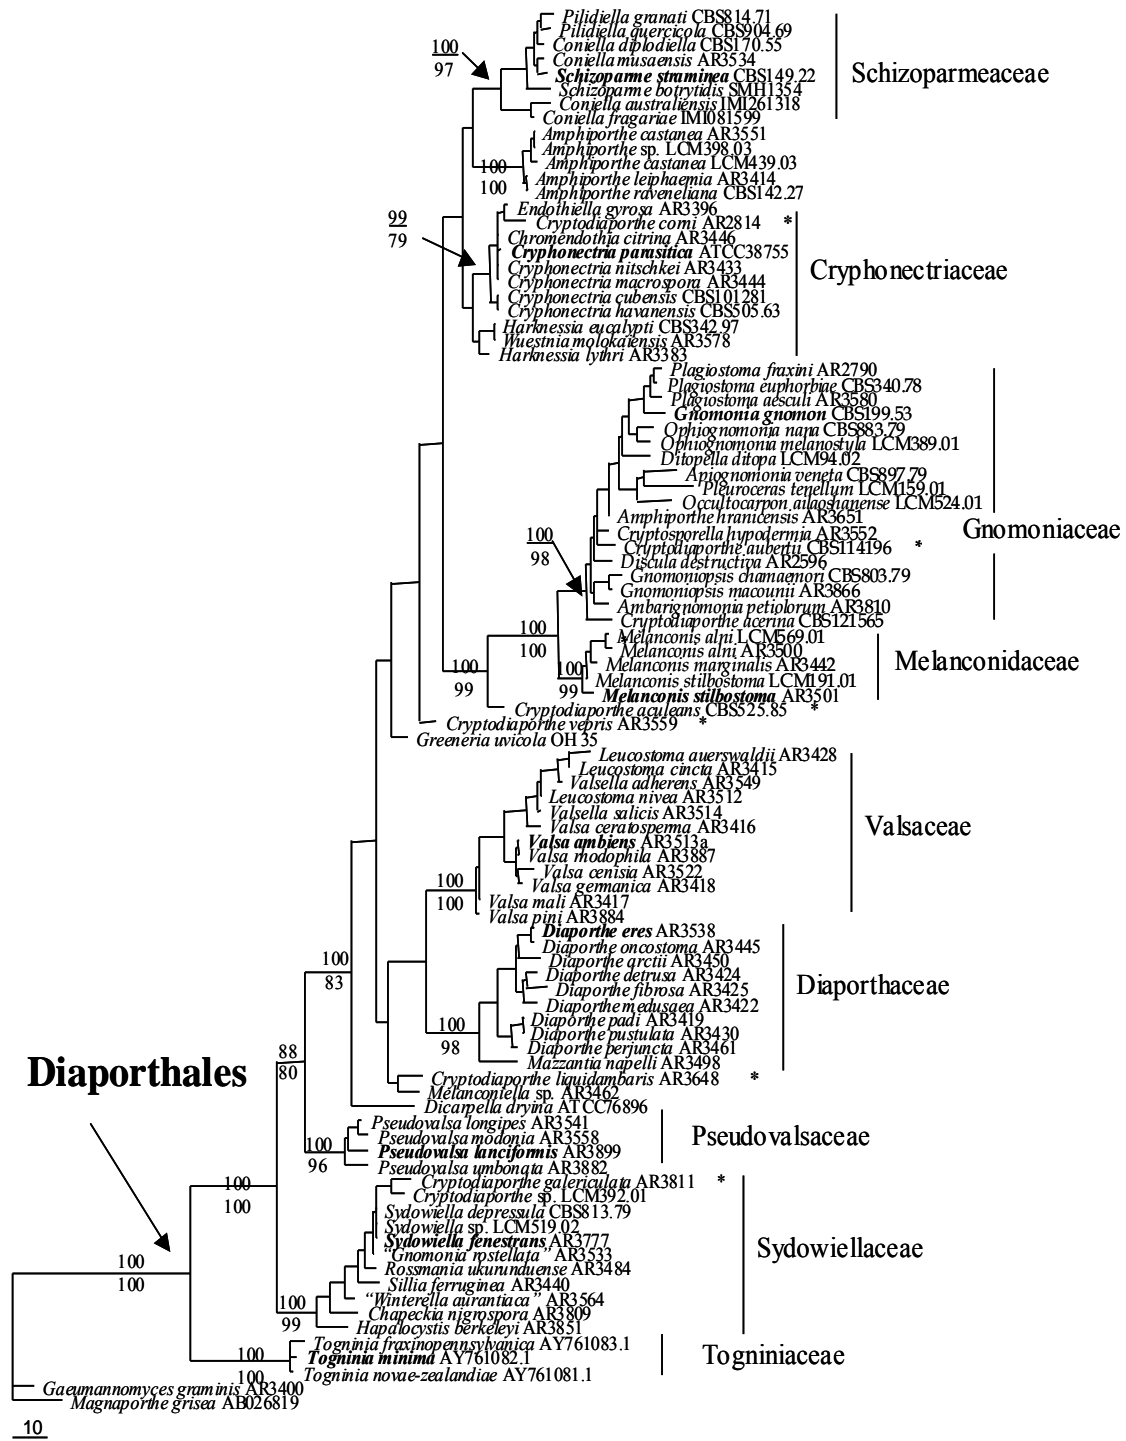 Pilidiella granati CBS814.71
Pilidiella quercicola CBS904.69
Coniella diplodiella CBS170.55
Coniella musaensis AR3534
Schizoparme straminea CBS149.22
Schizoparme botrytidis SMH1354
Coniella australiensis IMI261318
Coniella fragariae IMI081599
Schizoparmeaceae
100
97
Amphiporthe castanea AR3551
Amphiporthe sp. LCM398.03
Amphiporthe castanea LCM439.03
Amphiporthe leiphaemia AR3414
Amphiporthe raveneliana CBS142.27
100
100
Endothiella gyrosa AR3396
Cryptodiaporthe corni AR2814 *
Chromendothia citrina AR3446
Cryphonectria parasitica ATCC38755
Cryphonectria nitschkei AR3433
Cryphonectria macrospora AR3444
Cryphonectria cubensis CBS101281
Cryphonectria havanensis CBS505.63
Harknessia eucalypti CBS342.97
Wuestnia molokaiensis AR3578
Harknessia lythri AR3383
Cryphonectriaceae
99
79
Plagiostoma fraxini AR2790
Plagiostoma euphorbiae CBS340.78
Plagiostoma aesculi AR3580
Gnomonia gnomon CBS199.53
Ophiognomonia nana CBS883.79
Ophiognomonia melanostyla LCM389.01
Ditopella ditopa LCM94.02
Apiognomonia veneta CBS897.79
Pleuroceras tenellum LCM159.01
Occultocarpon ailaoshanense LCM524.01
Amphiporthe hranicensis AR3651
Cryptosporella hypodermia AR3552
Cryptodiaporthe aubertii CBS114196 *
Discula destructiva AR2596
Gnomoniopsis chamaemori CBS803.79
Gnomoniopsis macounii AR3866
Ambarignomonia petiolorum AR3810
Cryptodiaporthe acerina CBS121565
Gnomoniaceae
100
98
Melanconis alni LCM569.01
Melanconis alni AR3500
Melanconis marginalis AR3442
Melanconis stilbostoma LCM191.01
Melanconis stilbostoma AR3501
Melanconidaceae
100
100
100
99
100
99
Cryptodiaporthe aculeans CBS525.85 *
Cryptodiaporthe vepris AR3559 *
Greeneria uvicola OH 35
Leucostoma auerswaldii AR3428
Leucostoma cincta AR3415
Valsella adherens AR3549
Leucostoma nivea AR3512
Valsella salicis AR3514
Valsa ceratosperma AR3416
Valsa ambiens AR3513a
Valsa rhodophila AR3887
Valsa cenisia AR3522
Valsa germanica AR3418
Valsa mali AR3417
Valsa pini AR3884
Valsaceae
100
100
Diaporthe eres AR3538
Diaporthe oncostoma AR3445
Diaporthe arctii AR3450
Diaporthe detrusa AR3424
Diaporthe fibrosa AR3425
Diaporthe medusaea AR3422
Diaporthe padi AR3419
Diaporthe pustulata AR3430
Diaporthe perjuncta AR3461
Mazzantia napelli AR3498
Diaporthaceae
100
98
100
83
Cryptodiaporthe liquidambaris AR3648 *
Melanconiella sp. AR3462
Dicarpella dryina ATCC76896
88
80
Diaporthales
Pseudovalsa longipes AR3541
Pseudovalsa modonia AR3558
Pseudovalsa lanciformis AR3899
Pseudovalsa umbonata AR3882
Pseudovalsaceae
100
96
Cryptodiaporthe galericulata AR3811 *
Cryptodiaporthe sp. LCM392.01
Sydowiella depressula CBS813.79
Sydowiella sp. LCM519.02
Sydowiella fenestrans AR3777
“Gnomonia rostellata” AR3533
Rossmania ukurunduense AR3484
Sillia ferruginea AR3440
“Winterella aurantiaca” AR3564
Chapeckia nigrospora AR3809
Hapalocystis berkeleyi AR3851
Sydowiellaceae
100
100
100
100
100
99
Togninia fraxinopennsylvanica AY761083.1
Togninia minima AY761082.1
Togninia novae-zealandiae AY761081.1
Togniniaceae
100
100
Gaeumannomyces graminis AR3400
Magnaporthe grisea AB026819
10